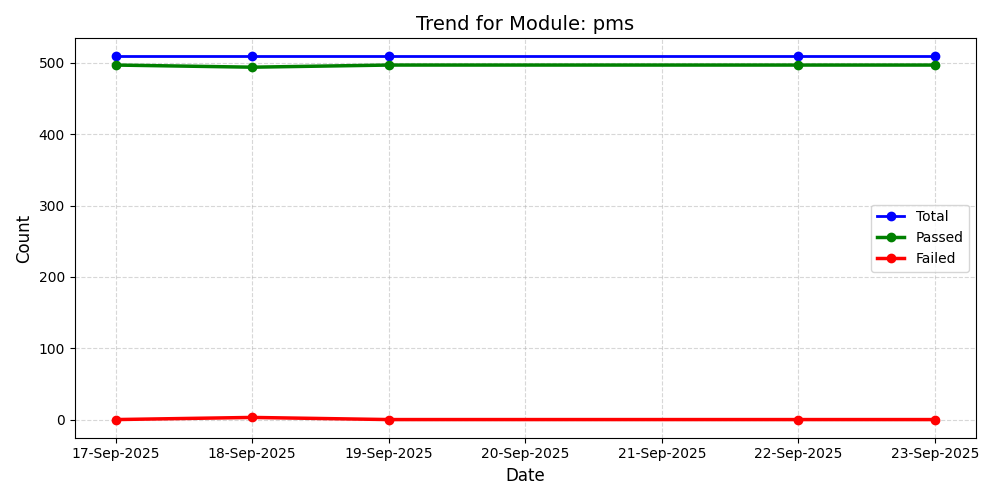 Trend for Module: pms
Count
500
400
300
200
100
0
Total
Passed
Failed
17-Sep-2025
18-Sep-2025
19-Sep-2025
20-Sep-2025
21-Sep-2025
22-Sep-2025
23-Sep-2025
Date